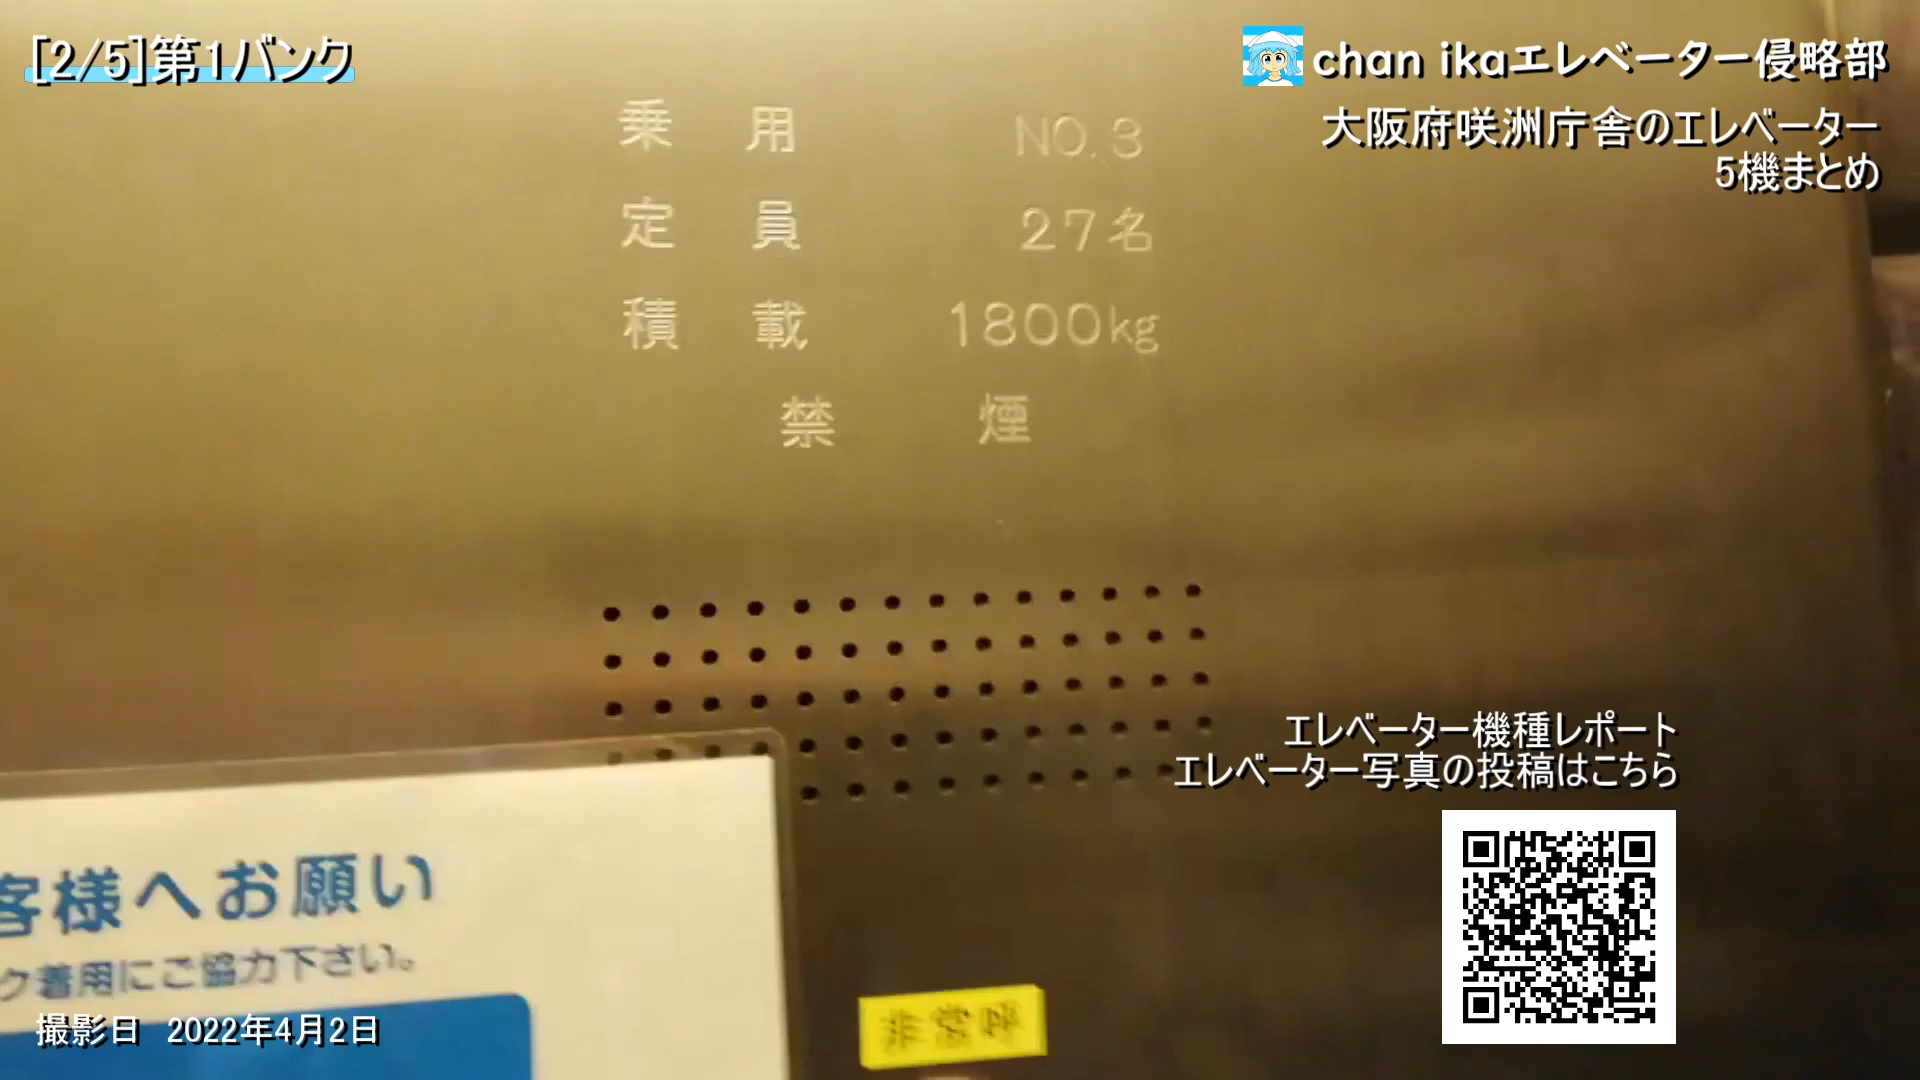 [2/5]第1バンク
chan ikaエレベーター侵略部
大阪府咲洲庁舎のエレベーター
5機まとめ
乗用 NO.3
定員 27名
積載 1800kg
禁煙
エレベーター機種レポート
エレベーター写真の投稿はこちら
客様へお願い
ク着用にご協力下さい。
非常呼
撮影日 2022年4月2日